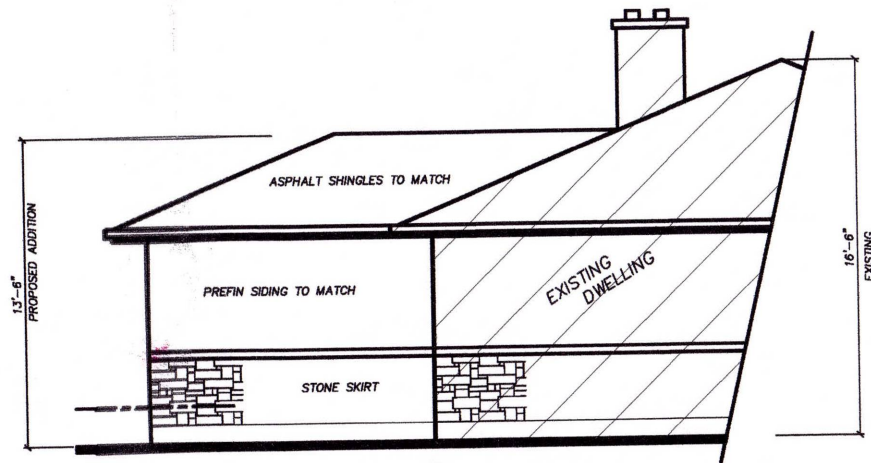 ASPHALT SHINGLES TO MATCH
13'-6"
PROPOSED ADDITION
PREFIN SIDING TO MATCH
EXISTING
DWELLING
16'-6"
EXISTING
STONE SKIRT